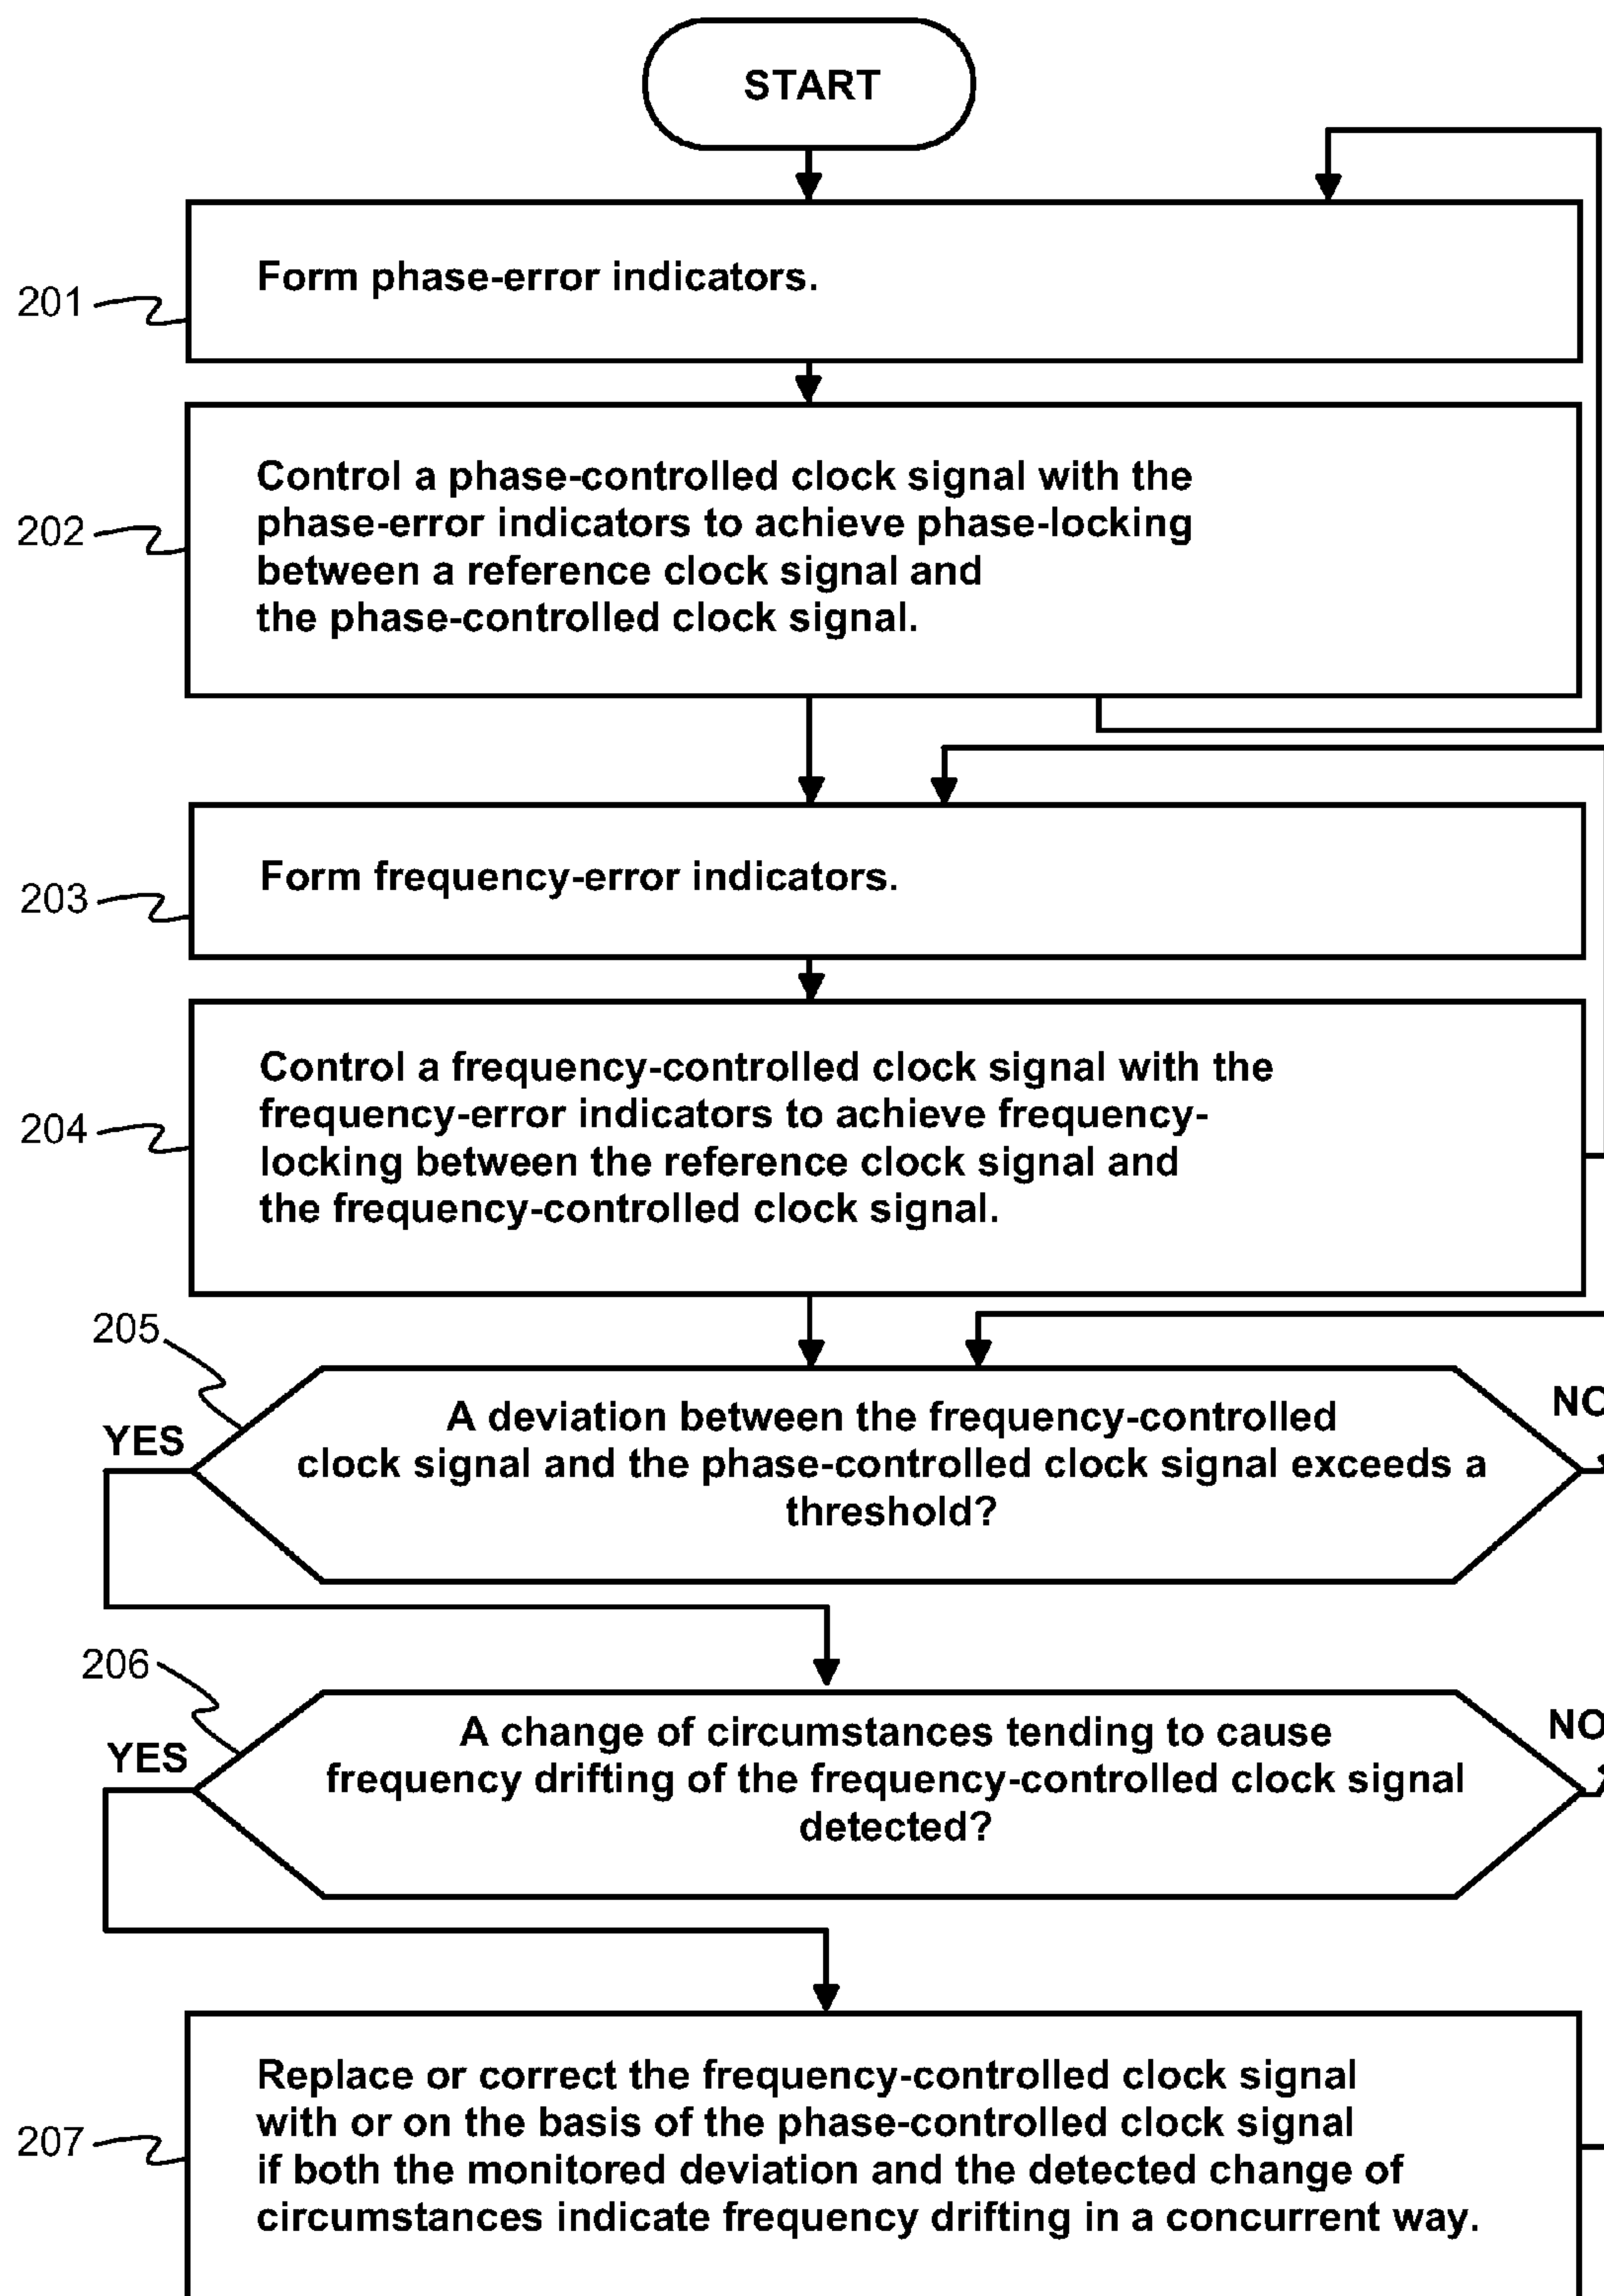 START
Form phase-error indicators.
201
Control a phase-controlled clock signal with the
phase-error indicators to achieve phase-locking
between a reference clock signal and
the phase-controlled clock signal.
202
Form frequency-error indicators.
203
Control a frequency-controlled clock signal with the
frequency-error indicators to achieve frequency-
locking between the reference clock signal and
the frequency-controlled clock signal.
204
205
YES
NO
A deviation between the frequency-controlled
clock signal and the phase-controlled clock signal exceeds a
threshold?
206
YES
NO
A change of circumstances tending to cause
frequency drifting of the frequency-controlled clock signal
detected?
Replace or correct the frequency-controlled clock signal
with or on the basis of the phase-controlled clock signal
if both the monitored deviation and the detected change of
circumstances indicate frequency drifting in a concurrent way.
207